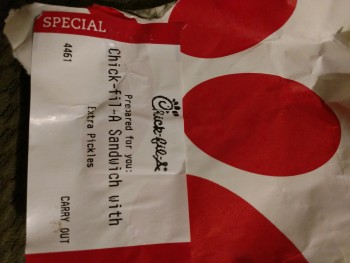 SPECIAL
4461
Chick-fil-A
Prepared for you:
Chick-fil-A Sandwich with
Extra Pickles
CARRY OUT